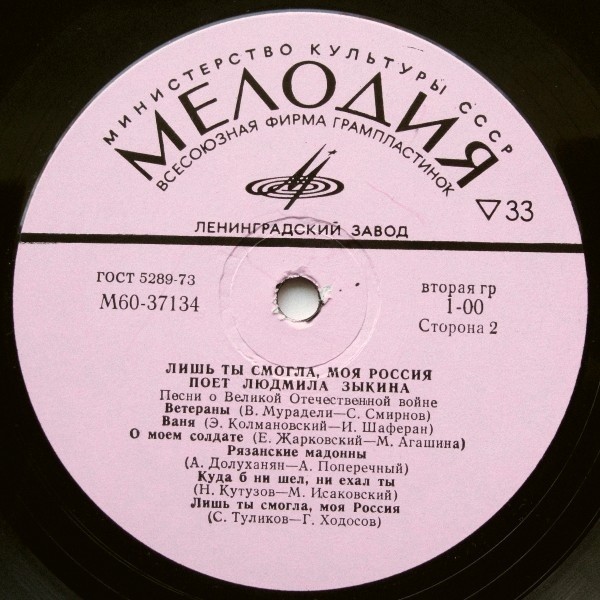 МИНИСТЕРСТВО КУЛЬТУРЫ СССР
МЕЛОДИЯ
ВСЕСОЮЗНАЯ ФИРМА ГРАМПЛАСТИНОК
▽33
ЛЕНИНГРАДСКИЙ ЗАВОД
ГОСТ 5289-73
М60-37134
вторая гр
1-00
Сторона 2
ЛИШЬ ТЫ СМОГЛА, МОЯ РОССИЯ
ПОЕТ ЛЮДМИЛА ЗЫКИНА
Песни о Великой Отечественной войне
Ветераны (В. Мурадели—С. Смирнов)
Ваня (Э. Колмановский—И. Шаферан)
О моем солдате (Е. Жарковский—М. Агашина)
Рязанские мадонны
(А. Долуханян—А. Поперечный)
Куда б ни шел, ни ехал ты
(Н. Кутузов—М. Исаковский)
Лишь ты смогла, моя Россия
(С. Туликов—Г. Ходосов)